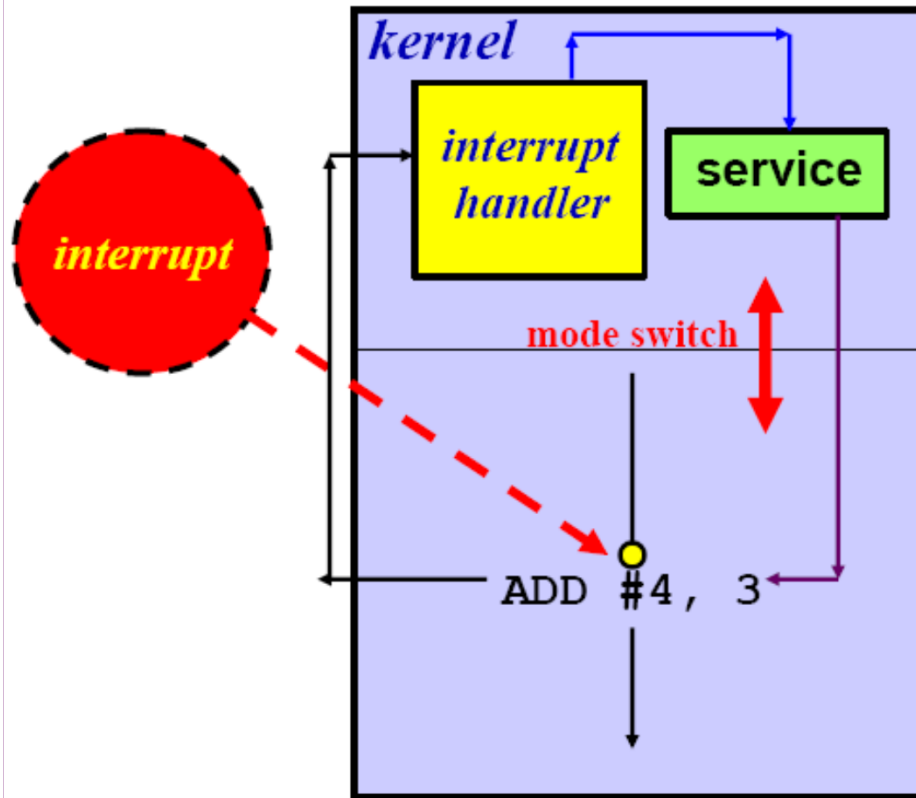 kernel
interrupt
handler
service
interrupt
mode switch
ADD #4, 3